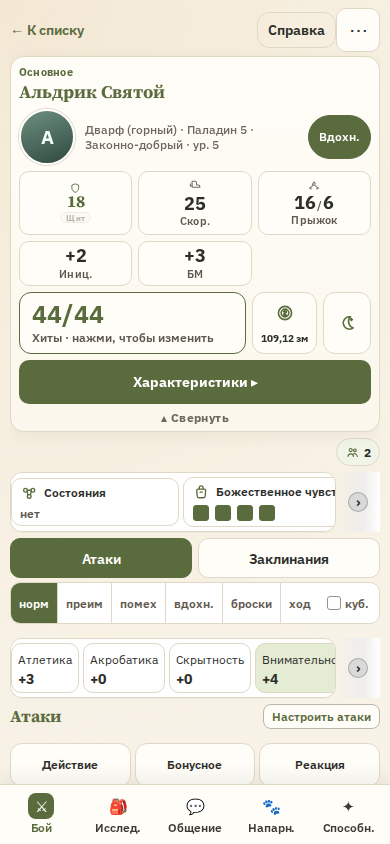 ← К списку
Справка
...
Основное
Альдрик Святой
А
Дварф (горный) · Паладин 5 ·
Законно-добрый · ур. 5
Вдохн.
18
Щит
25
Скор.
16/6
Прыжок
+2
Иниц.
+3
БМ
44/44
Хиты · нажми, чтобы изменить
109,12 зм
Характеристики ▸
▴ Свернуть
2
Состояния
нет
Божественное чувст
›
Атаки
Заклинания
норм
преим
помех
вдохн.
броски
ход
куб.
Атлетика
+3
Акробатика
+0
Скрытность
+0
Внимательно
+4
›
Атаки
Настроить атаки
Действие
Бонусное
Реакция
Бой
Исслед.
Общение
Напарн.
Способн.